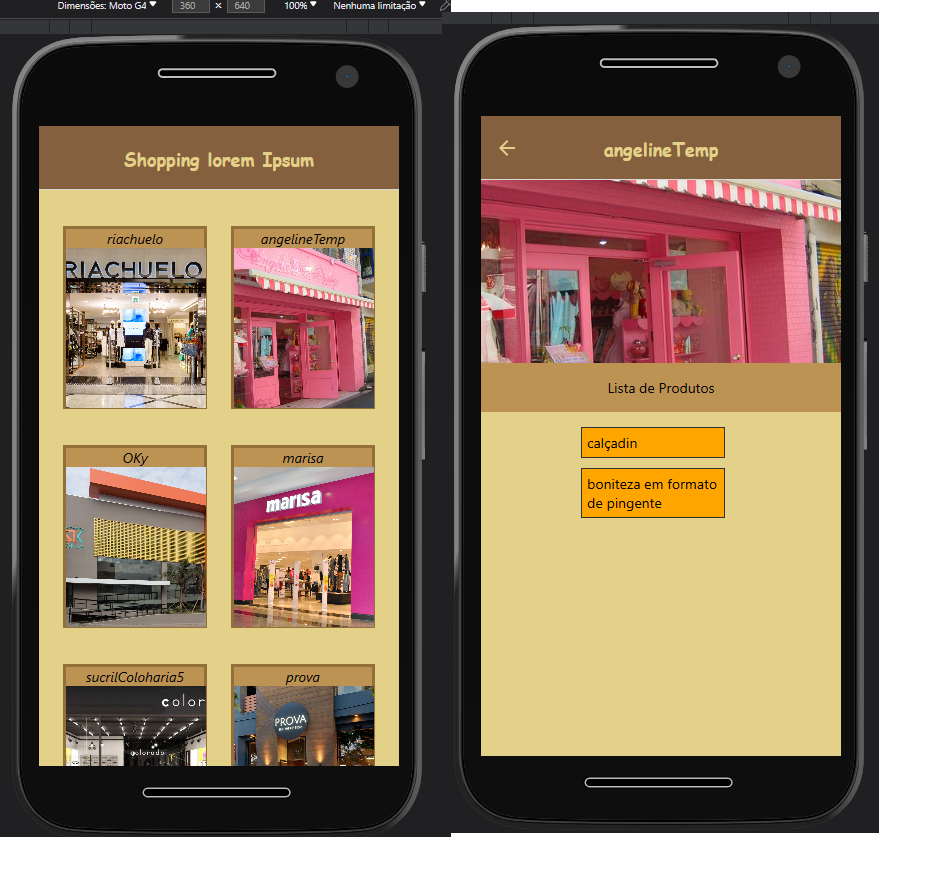 Dimensões: Moto G4 360 × 640 100% Nenhuma limitação
Shopping lorem Ipsum
riachuelo
angelineTemp
RIACHUELO
OKy
marisa
marisa
sucrilColoharia5
prova
color
colorado
PROVA
angelineTemp
Lista de Produtos
calçadin
boniteza em formato
de pingente